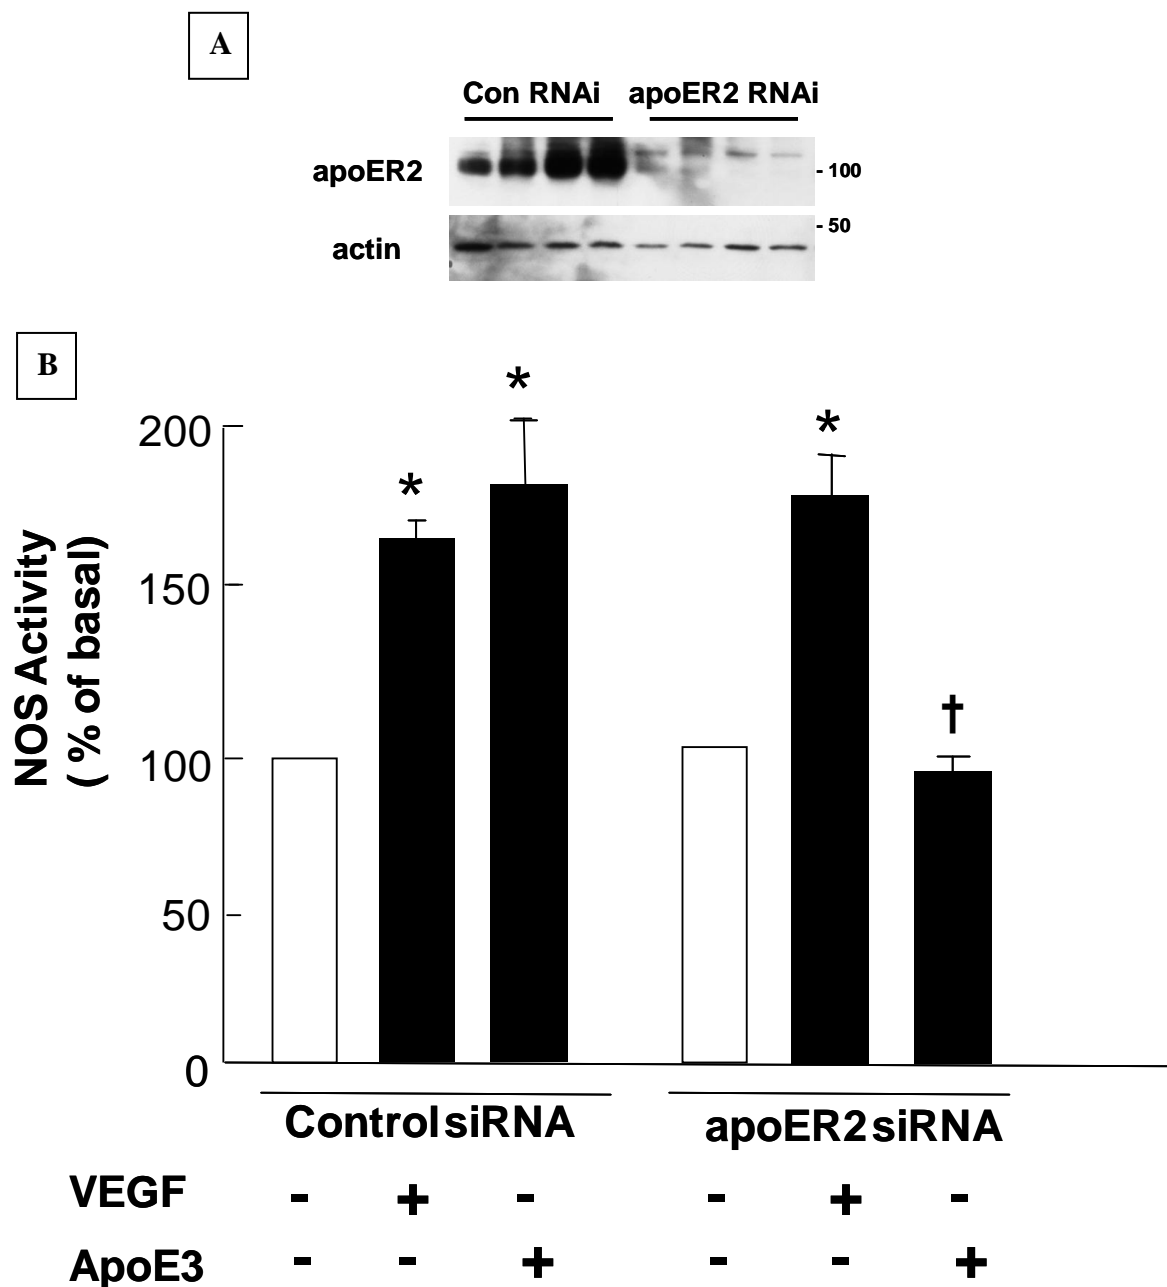 A
Con RNAi apoER2 RNAi
apoER2
- 100
- 50
actin
B
*
*
*
†
200
150
100
50
0
NOS Activity
( % of basal)
Control siRNA apoER2 siRNA
VEGF - + - - + -
ApoE3 - - + - - +